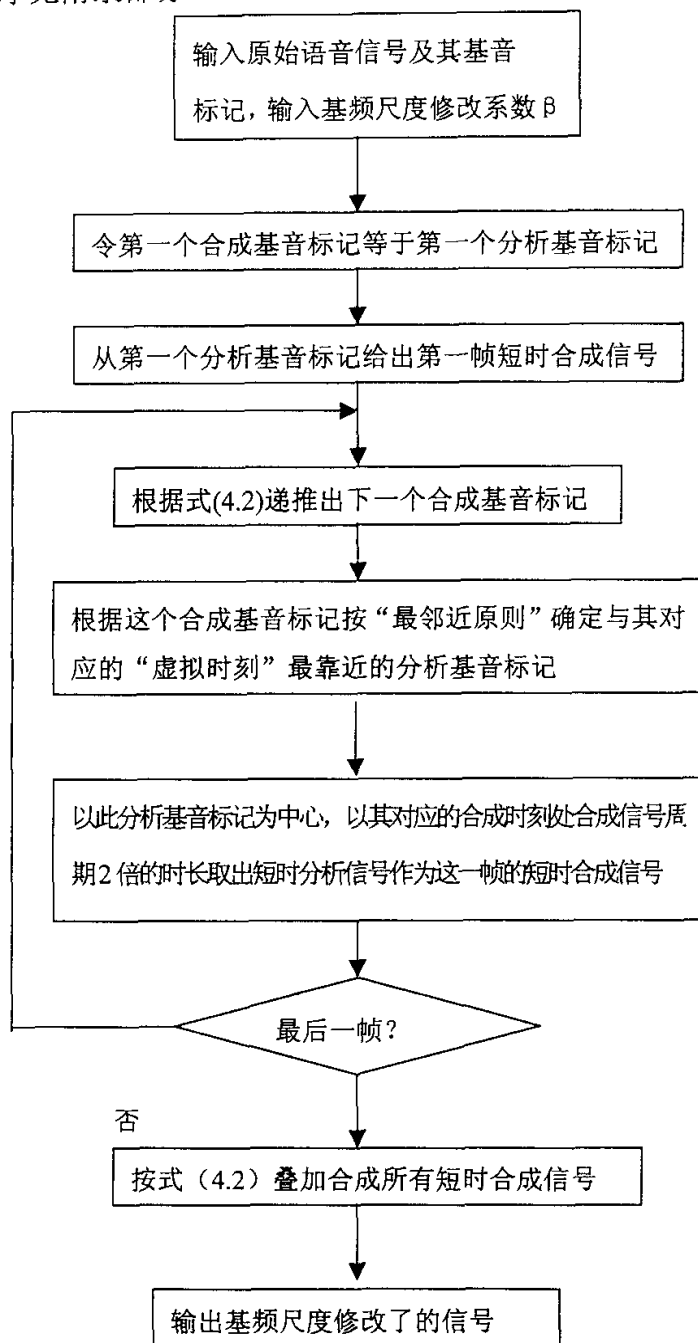 输入原始语音信号及其基音
标记，输入基频尺度修改系数β
令第一个合成基音标记等于第一个分析基音标记
从第一个分析基音标记给出第一帧短时合成信号
根据式(4.2)递推出下一个合成基音标记
根据这个合成基音标记按“最邻近原则”确定与其对
应的“虚拟时刻”最靠近的分析基音标记
以此分析基音标记为中心，以其对应的合成时刻处合成信号周
期2倍的时长取出短时分析信号作为这一帧的短时合成信号
最后一帧？
否
按式（4.2）叠加合成所有短时合成信号
输出基频尺度修改了的信号